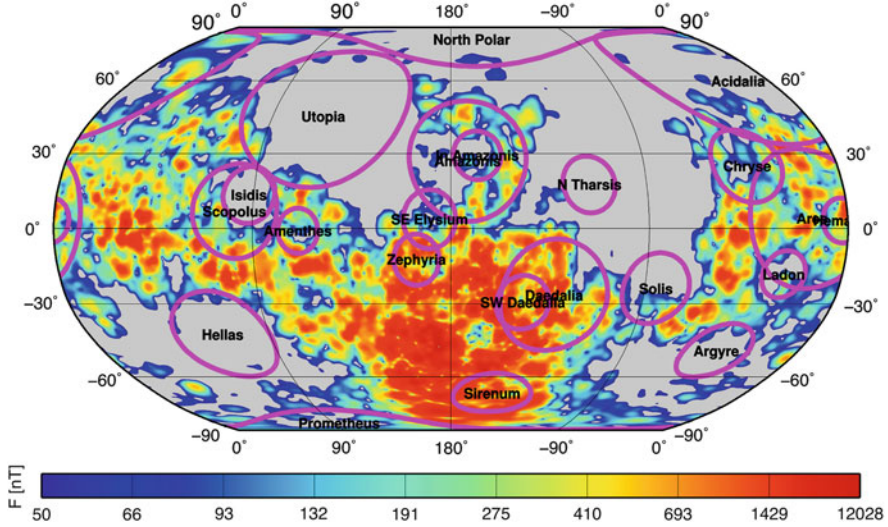 0° 180° −90° 0°
90° 90°
North Polar
60° 60°
Acidalia
Utopia
30° 30°
In Amazonis
Amazonis
Chryse
N Tharsis
Isidis
Scopolus
SE Elysium
0° Amenthes 0°
Zephyria
Ladon
Solis
Daedalia
SW Daedalia
−30° −30°
Hellas
Argyre
−60° Sirenum −60°
Prometheus
−90 −90°
0° 90° 180° −90° 0°
F [nT]
50 66 93 132 191 275 410 693 1429 12028